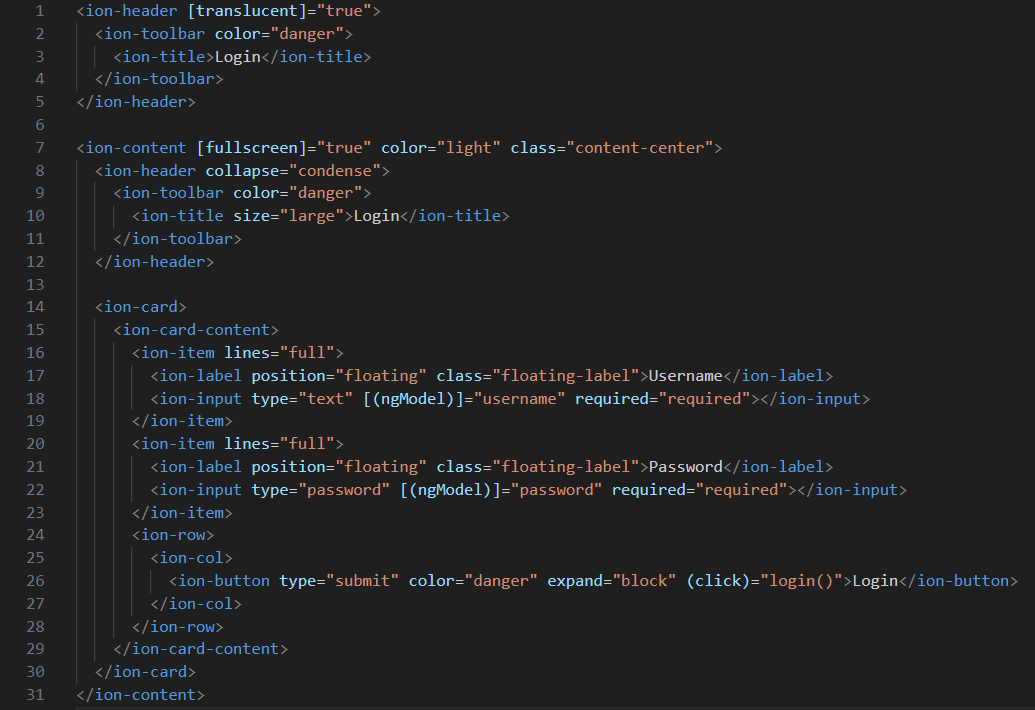 1 <ion-header [translucent]="true">
2   <ion-toolbar color="danger">
3     <ion-title>Login</ion-title>
4   </ion-toolbar>
5 </ion-header>
6
7 <ion-content [fullscreen]="true" color="light" class="content-center">
8   <ion-header collapse="condense">
9     <ion-toolbar color="danger">
10       <ion-title size="large">Login</ion-title>
11     </ion-toolbar>
12   </ion-header>
13
14   <ion-card>
15     <ion-card-content>
16       <ion-item lines="full">
17         <ion-label position="floating" class="floating-label">Username</ion-label>
18         <ion-input type="text" [(ngModel)]="username" required="required"></ion-input>
19       </ion-item>
20       <ion-item lines="full">
21         <ion-label position="floating" class="floating-label">Password</ion-label>
22         <ion-input type="password" [(ngModel)]="password" required="required"></ion-input>
23       </ion-item>
24       <ion-row>
25         <ion-col>
26           <ion-button type="submit" color="danger" expand="block" (click)="login()">Login</ion-button>
27         </ion-col>
28       </ion-row>
29     </ion-card-content>
30   </ion-card>
31 </ion-content>